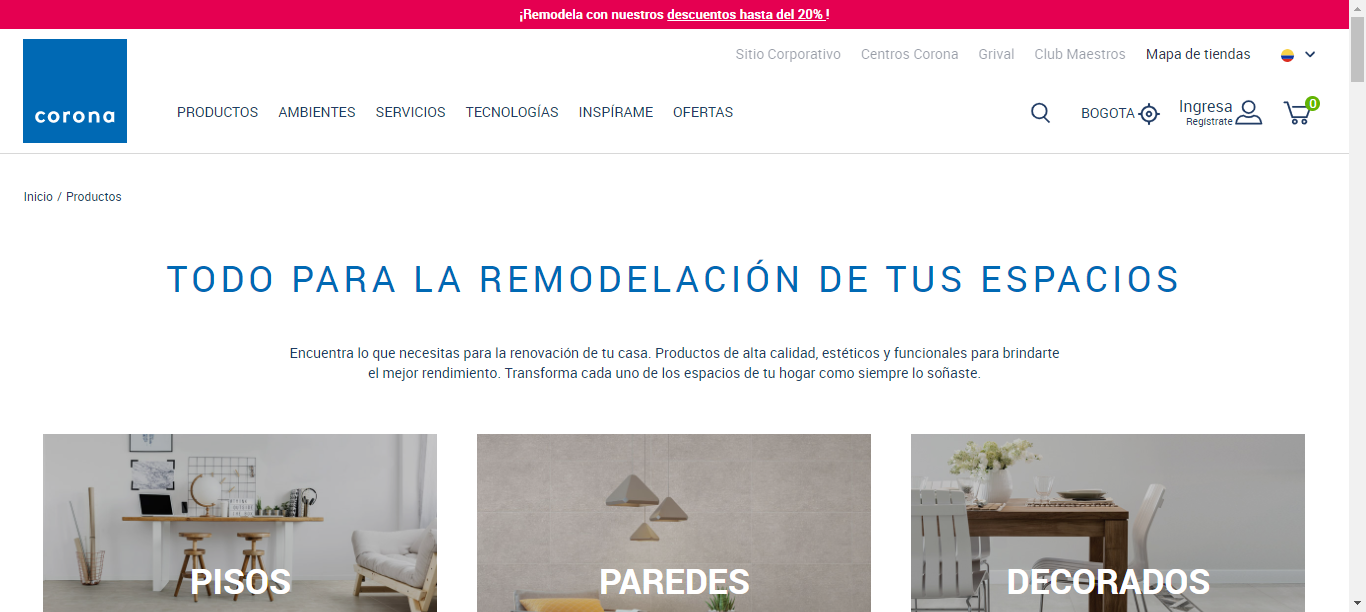 ¡Remodela con nuestros descuentos hasta del 20% !
Sitio Corporativo Centros Corona Grival Club Maestros Mapa de tiendas
corona
PRODUCTOS AMBIENTES SERVICIOS TECNOLOGÍAS INSPÍRAME OFERTAS
BOGOTA
Ingresa
Regístrate
0
Inicio / Productos
TODO PARA LA REMODELACIÓN DE TUS ESPACIOS
Encuentra lo que necesitas para la renovación de tu casa. Productos de alta calidad, estéticos y funcionales para brindarte
el mejor rendimiento. Transforma cada uno de los espacios de tu hogar como siempre lo soñaste.
PISOS
PAREDES
DECORADOS